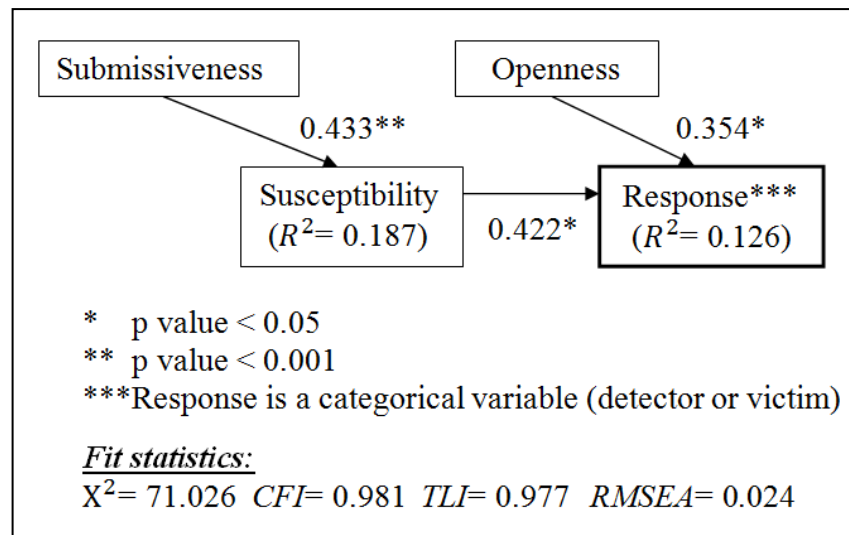 Submissiveness
Openness
0.433**
0.354*
Susceptibility
(R²= 0.187)
0.422*
Response***
(R²= 0.126)
* p value < 0.05
** p value < 0.001
***Response is a categorical variable (detector or victim)
Fit statistics:
X²= 71.026 CFI= 0.981 TLI= 0.977 RMSEA= 0.024